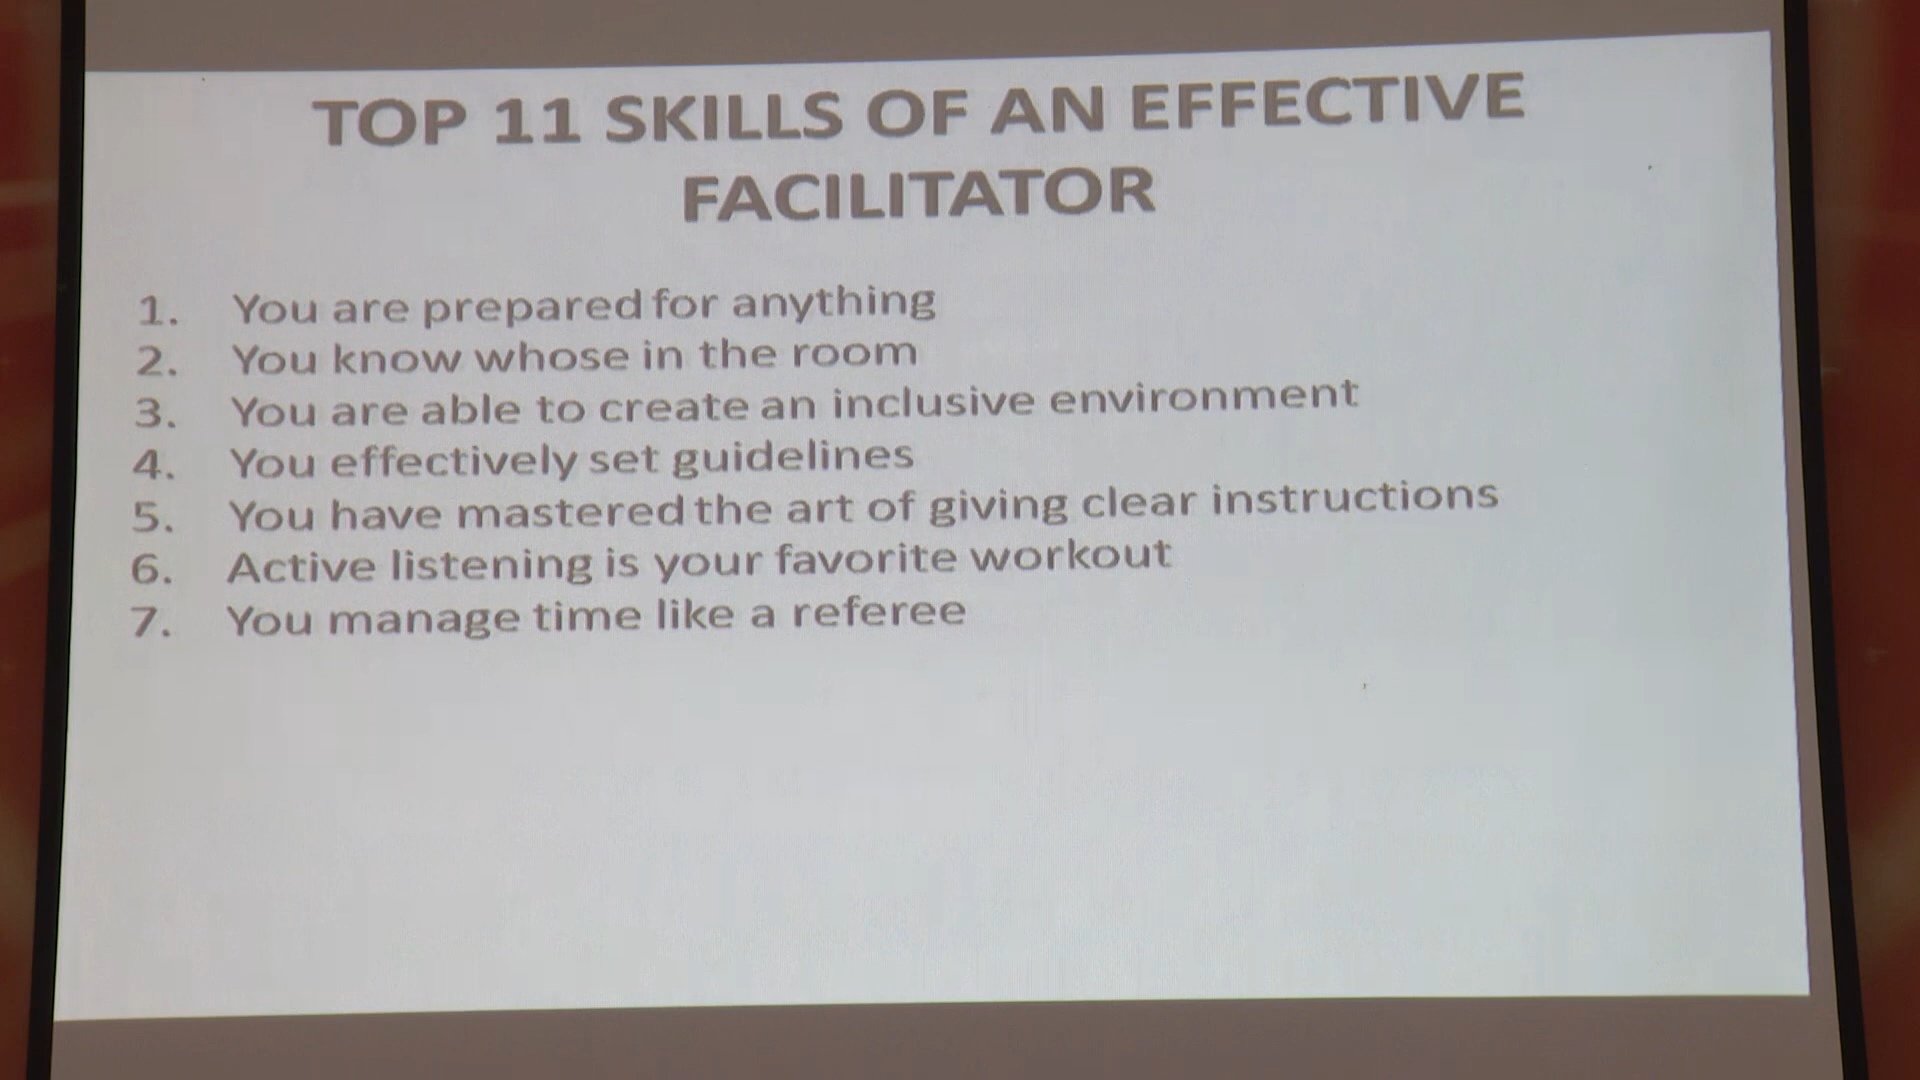 TOP 11 SKILLS OF AN EFFECTIVE
FACILITATOR
1. You are prepared for anything
2. You know whose in the room
3. You are able to create an inclusive environment
4. You effectively set guidelines
5. You have mastered the art of giving clear instructions
6. Active listening is your favorite workout
7. You manage time like a referee